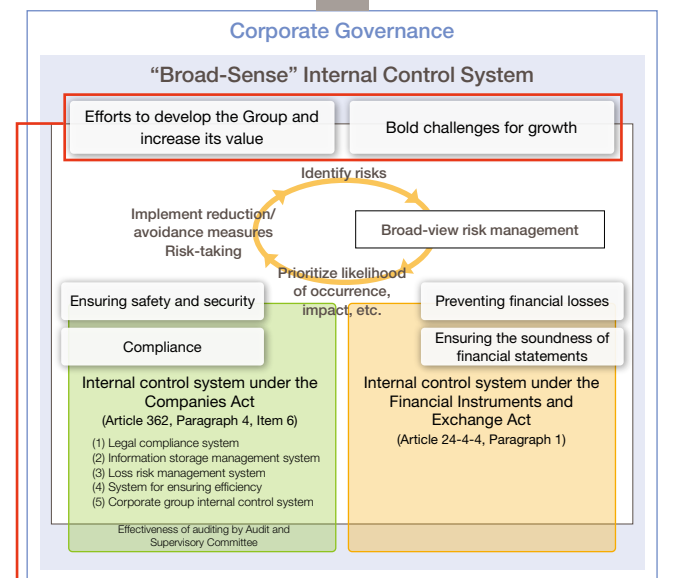 Corporate Governance
“Broad-Sense” Internal Control System
Efforts to develop the Group and
increase its value
Bold challenges for growth
Identify risks
Implement reduction/
avoidance measures
Risk-taking
Broad-view risk management
Prioritize likelihood
of occurrence,
impact, etc.
Ensuring safety and security
Compliance
Preventing financial losses
Ensuring the soundness of
financial statements
Internal control system under the
Companies Act
(Article 362, Paragraph 4, Item 6)
(1) Legal compliance system
(2) Information storage management system
(3) Loss risk management system
(4) System for ensuring efficiency
(5) Corporate group internal control system
Effectiveness of auditing by Audit and
Supervisory Committee
Internal control system under the
Financial Instruments and
Exchange Act
(Article 24-4-4, Paragraph 1)